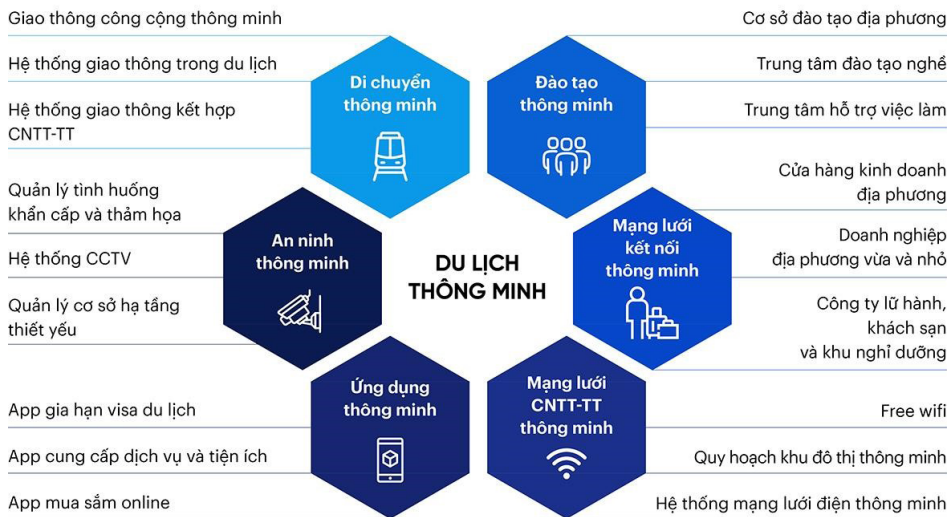 Giao thông công cộng thông minh
Hệ thống giao thông trong du lịch
Hệ thống giao thông kết hợp
CNTT-TT
Di chuyển
thông minh
Đào tạo
thông minh
Cơ sở đào tạo địa phương
Trung tâm đào tạo nghề
Trung tâm hỗ trợ việc làm
Quản lý tình huống
khẩn cấp và thảm họa
Hệ thống CCTV
Quản lý cơ sở hạ tầng
thiết yếu
An ninh
thông minh
DU LỊCH
THÔNG MINH
Mạng lưới
kết nối
thông minh
Cửa hàng kinh doanh
địa phương
Doanh nghiệp
địa phương vừa và nhỏ
Công ty lữ hành,
khách sạn
và khu nghỉ dưỡng
App gia hạn visa du lịch
App cung cấp dịch vụ và tiện ích
App mua sắm online
Ứng dụng
thông minh
Mạng lưới
CNTT-TT
thông minh
Free wifi
Quy hoạch khu đô thị thông minh
Hệ thống mạng lưới điện thông minh